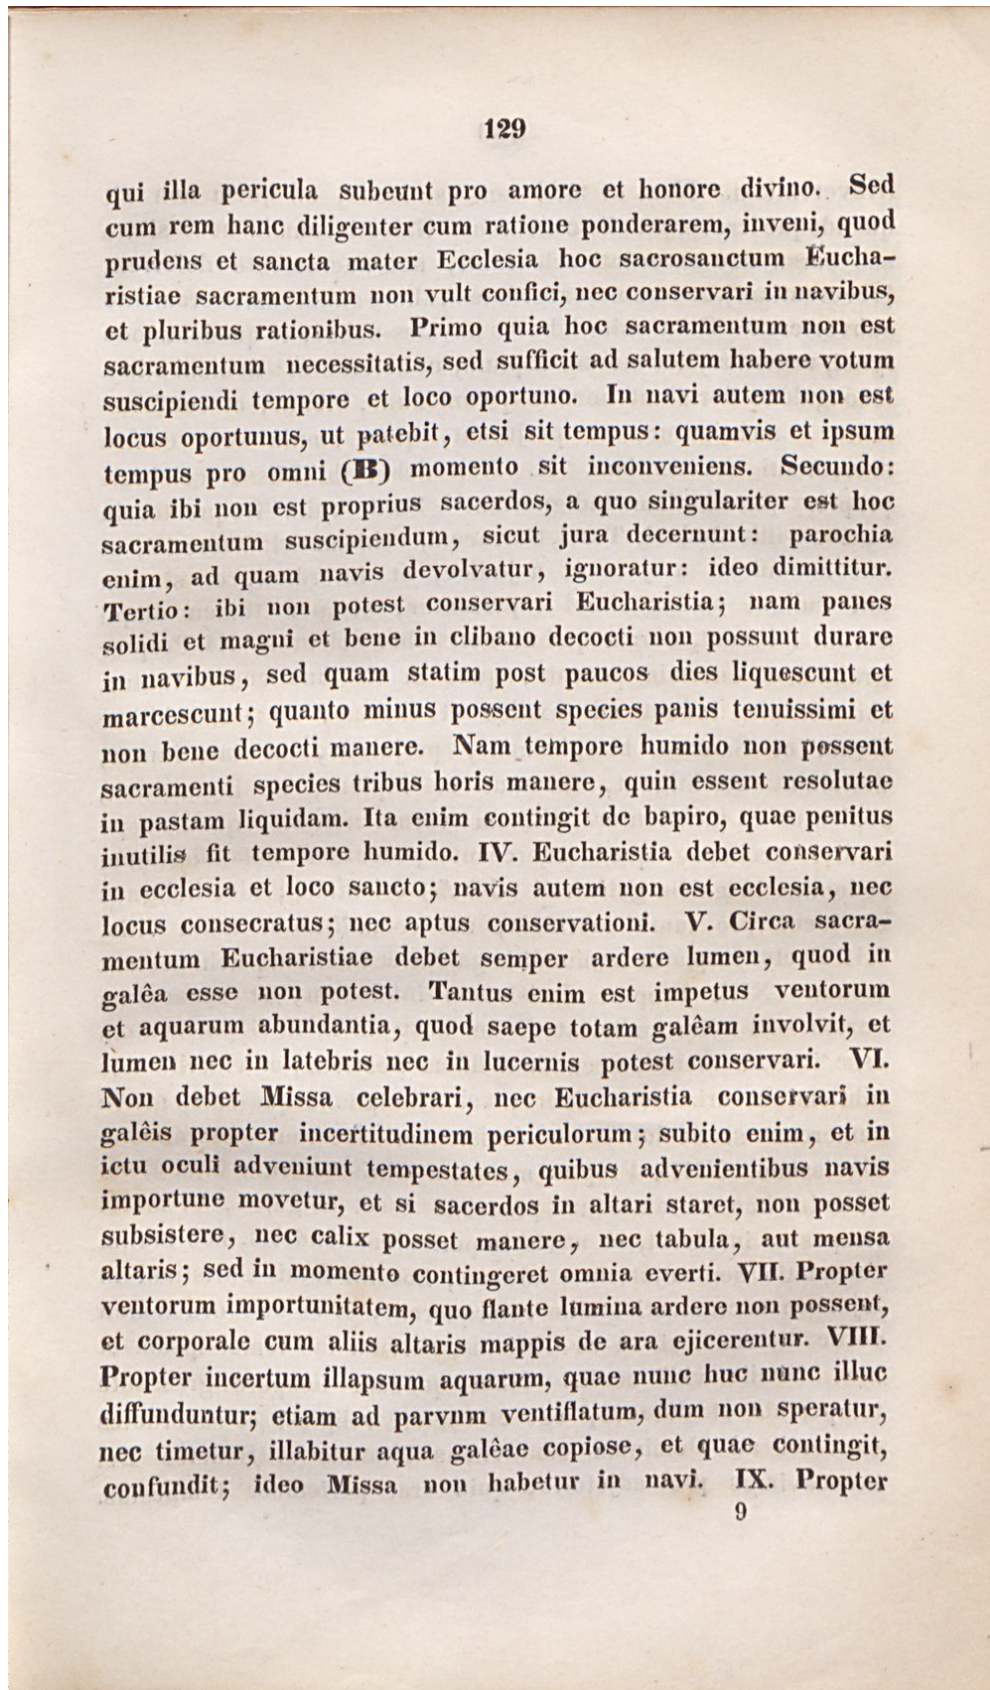 129
qui illa pericula subeunt pro amore et honore divino. Sed
cum rem hanc diligenter cum ratione ponderarem, inveni, quod
prudens et sancta mater Ecclesia hoc sacrosanctum Eucha-
ristiae sacramentum non vult confici, nec conservari in navibus,
et pluribus rationibus. Primo quia hoc sacramentum non est
sacramentum necessitatis, sed sufficit ad salutem habere votum
suscipiendi tempore et loco oportuno. In navi autem non est
locus oportunus, ut patebit, etsi sit tempus: quamvis et ipsum
tempus pro omni (B) momento sit inconveniens. Secundo:
quia ibi non est proprius sacerdos, a quo singulariter est hoc
sacramentum suscipiendum, sicut jura decernunt: parochia
enim, ad quam navis devolvatur, ignoratur: ideo dimittitur.
Tertio: ibi non potest conservari Eucharistia; nam panes
solidi et magni et bene in clibano decocti non possunt durare
in navibus, sed quam statim post paucos dies liquescunt et
marcescunt; quanto minus possent species panis tenuissimi et
non bene decocti manere. Nam tempore humido non possent
sacramenti species tribus horis manere, quin essent resolutae
in pastam liquidam. Ita enim contingit de bapiro, quae penitus
inutilis fit tempore humido. IV. Eucharistia debet conservari
in ecclesia et loco sancto; navis autem non est ecclesia, nec
locus consecratus; nec aptus conservationi. V. Circa sacra-
mentum Eucharistiae debet semper ardere lumen, quod in
galêa esse non potest. Tantus enim est impetus ventorum
et aquarum abundantia, quod saepe totam galêam involvit, et
lumen nec in latebris nec in lucernis potest conservari. VI.
Non debet Missa celebrari, nec Eucharistia conservari in
galêis propter incertitudinem periculorum; subito enim, et in
ictu oculi adveniunt tempestates, quibus advenientibus navis
importune movetur, et si sacerdos in altari staret, non posset
subsistere, nec calix posset manere, nec tabula, aut mensa
altaris; sed in momento contingeret omnia everti. VII. Propter
ventorum importunitatem, quo flante lumina ardere non possent,
et corporale cum aliis altaris mappis de ara ejicerentur. VIII.
Propter incertum illapsum aquarum, quae nunc huc nunc illuc
diffunduntur; etiam ad parvnm ventiflatum, dum non speratur,
nec timetur, illabitur aqua galêae copiose, et quae contingit,
confundit; ideo Missa non habetur in navi. IX. Propter
9